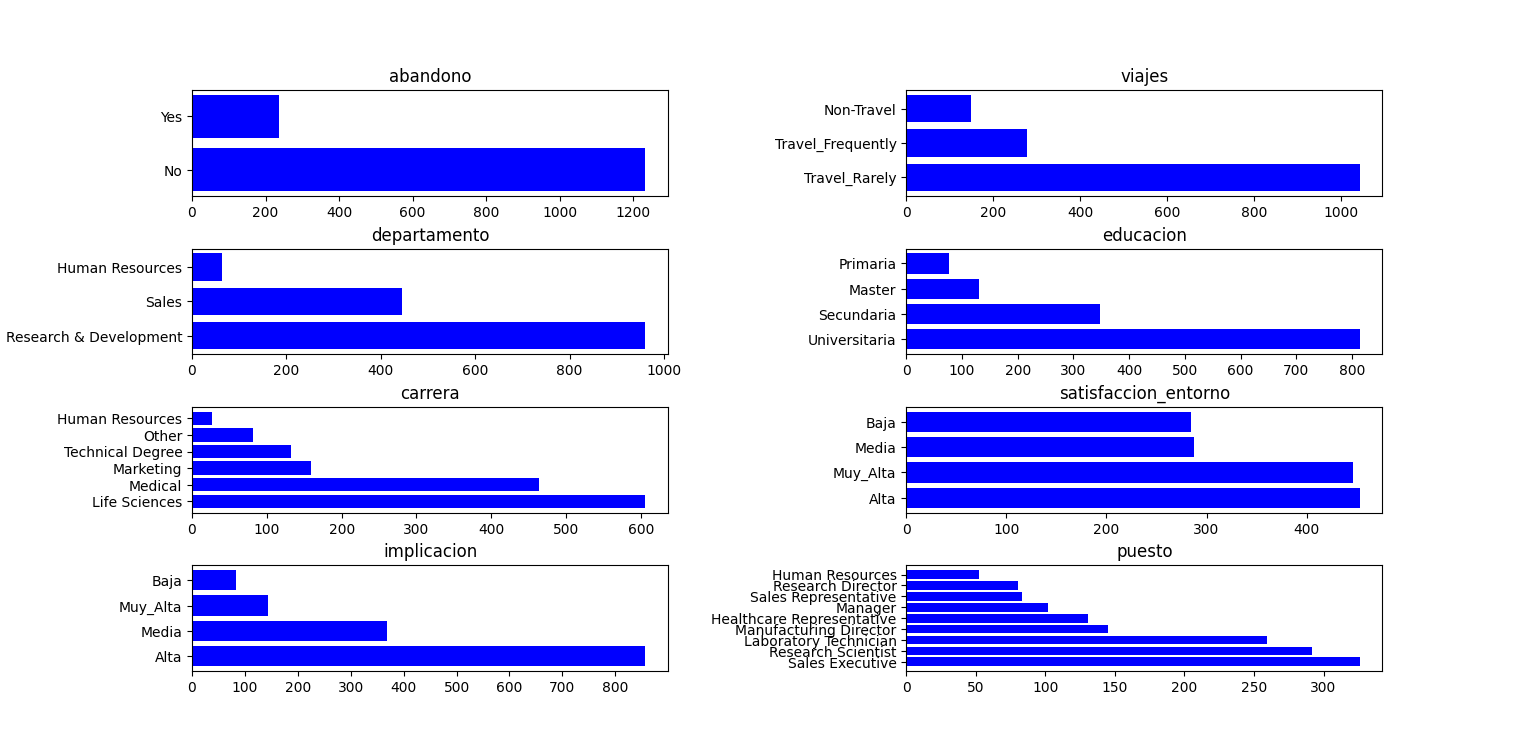 abandono
Yes
No
0 200 400 600 800 1000 1200
viajes
Non-Travel
Travel_Frequently
Travel_Rarely
0 200 400 600 800 1000
departamento
Human Resources
Sales
Research & Development
0 200 400 600 800 1000
educacion
Primaria
Master
Secundaria
Universitaria
0 100 200 300 400 500 600 700 800
carrera
Human Resources
Other
Technical Degree
Marketing
Medical
Life Sciences
0 100 200 300 400 500 600
satisfaccion_entorno
Baja
Media
Muy_Alta
Alta
0 100 200 300 400
implicacion
Baja
Muy_Alta
Media
Alta
0 100 200 300 400 500 600 700 800
puesto
Human Resources
Research Director
Sales Representative
Manager
Healthcare Representative
Manufacturing Director
Laboratory Technician
Research Scientist
Sales Executive
0 50 100 150 200 250 300